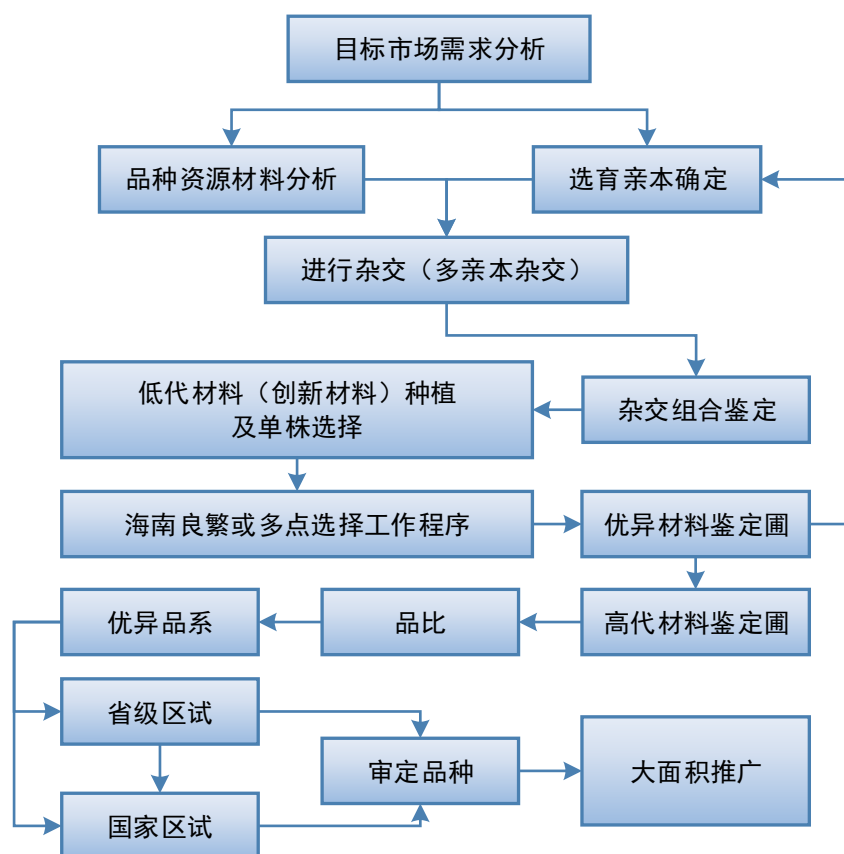 目标市场需求分析
品种资源材料分析
选育亲本确定
进行杂交（多亲本杂交）
低代材料（创新材料）种植
及单株选择
杂交组合鉴定
海南良繁或多点选择工作程序
优异材料鉴定圃
优异品系
品比
高代材料鉴定圃
省级区试
审定品种
大面积推广
国家区试